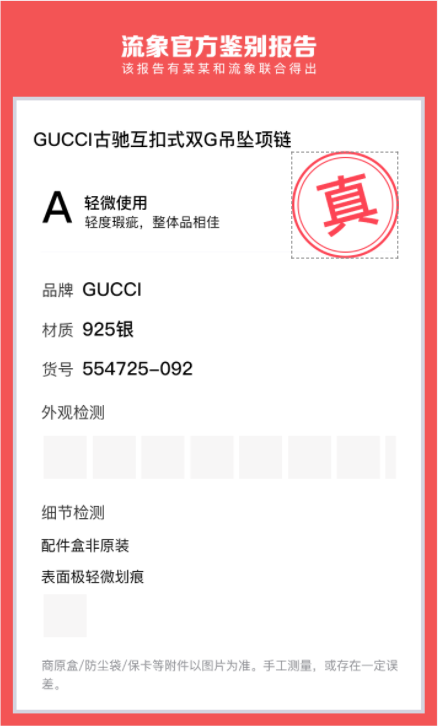 流象官方鉴别报告
该报告有某某和流象联合得出
GUCCI古驰互扣式双G吊坠项链
真
A 轻微使用
轻度瑕疵，整体品相佳
品牌 GUCCI
材质 925银
货号 554725-092
外观检测
细节检测
配件盒非原装
表面极轻微划痕
商原盒/防尘袋/保卡等附件以图片为准。手工测量，或存在一定误
差。